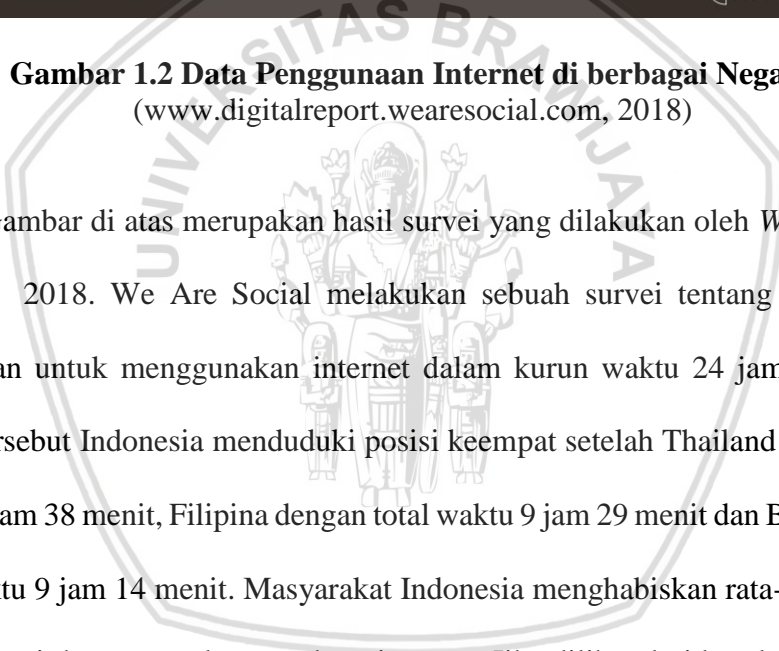 UNIVERSITAS BRAWIJAYA
Gambar 1.2 Data Penggunaan Internet di berbagai Nega
(www.digitalreport.wearesocial.com, 2018)
ambar di atas merupakan hasil survei yang dilakukan oleh W
2018. We Are Social melakukan sebuah survei tentang
an untuk menggunakan internet dalam kurun waktu 24 jam
rsebut Indonesia menduduki posisi keempat setelah Thailand
am 38 menit, Filipina dengan total waktu 9 jam 29 menit dan B
tu 9 jam 14 menit. Masyarakat Indonesia menghabiskan rata-